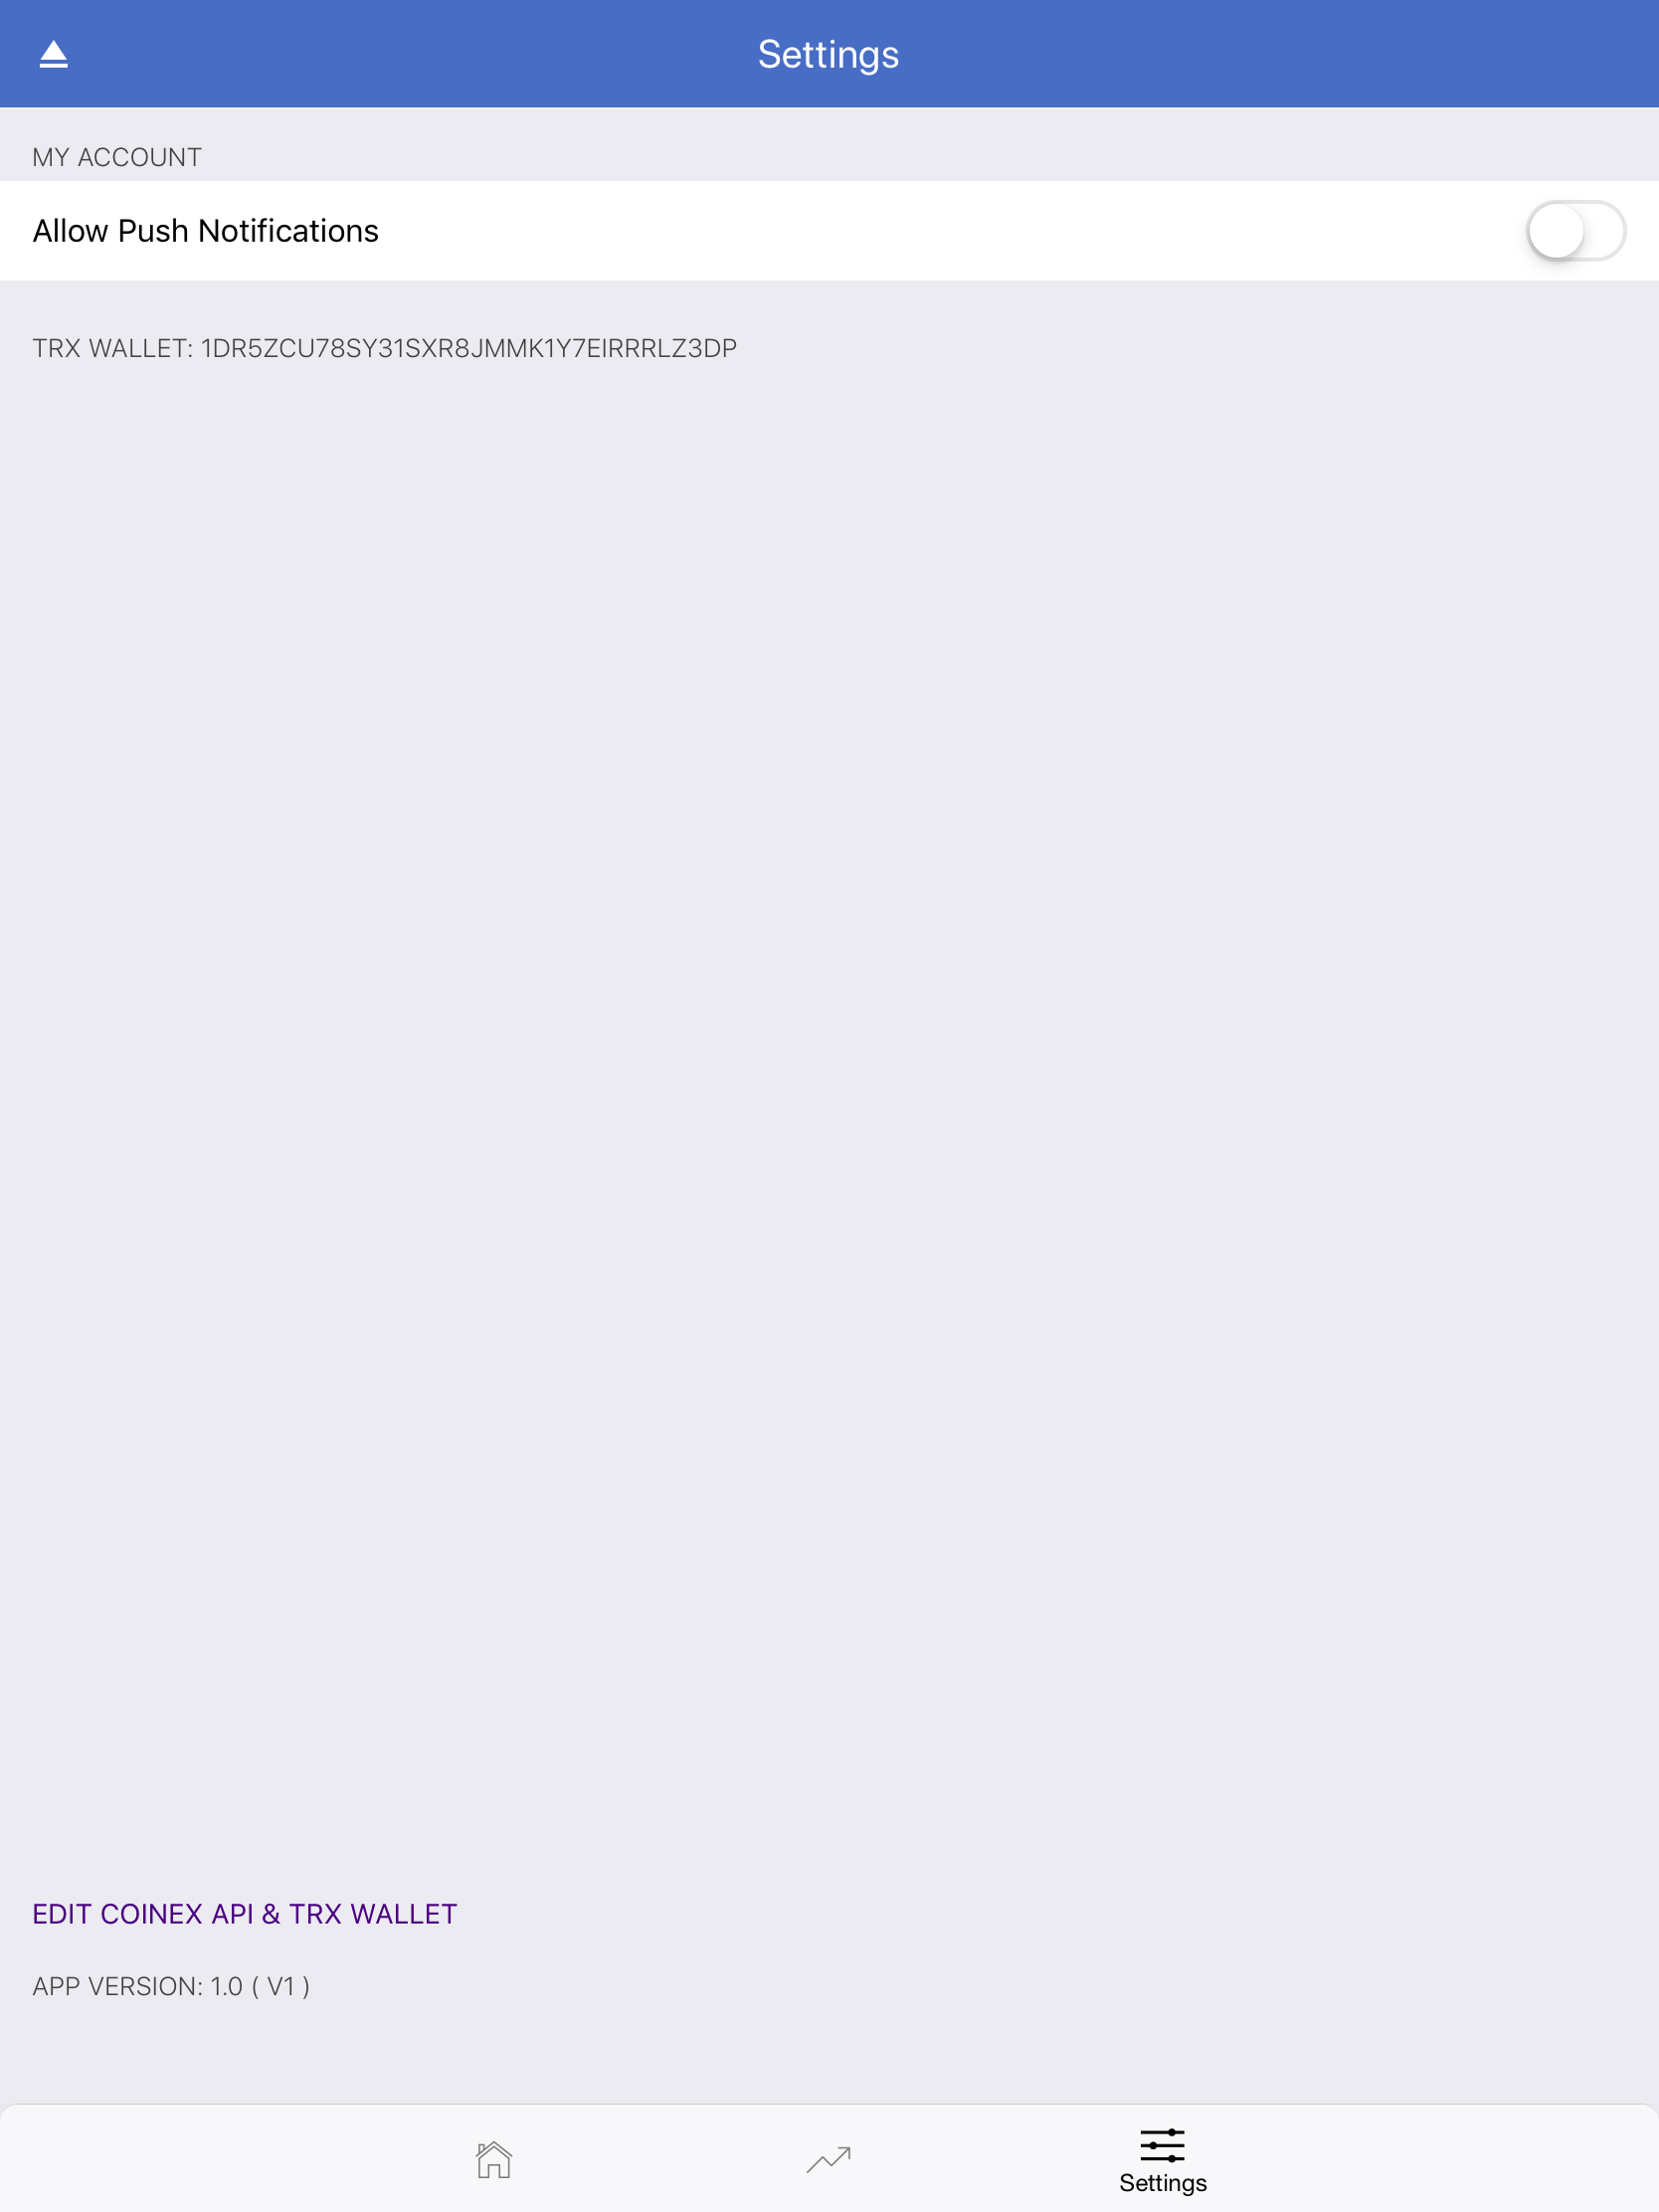 Settings
MY ACCOUNT
Allow Push Notifications
TRX WALLET: 1DR5ZCU78SY31SXR8JMMK1Y7EIRRRLZ3DP
EDIT COINEX API & TRX WALLET
APP VERSION: 1.0 ( V1 )
Settings